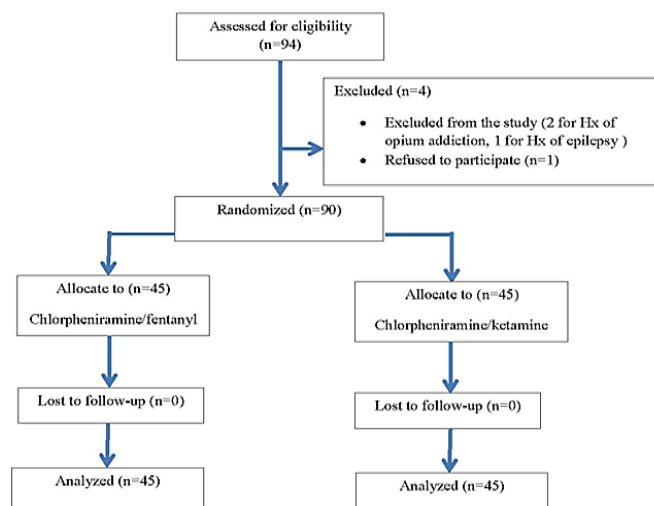 Assessed for eligibility
(n=94)
Excluded (n=4)
• Excluded from the study (2 for Hx of
opium addiction, 1 for Hx of epilepsy )
• Refused to participate (n=1)
Randomized (n=90)
Allocate to (n=45)
Chlorpheniramine/fentanyl
Allocate to (n=45)
Chlorpheniramine/ketamine
Lost to follow-up (n=0)
Lost to follow-up (n=0)
Analyzed (n=45)
Analyzed (n=45)